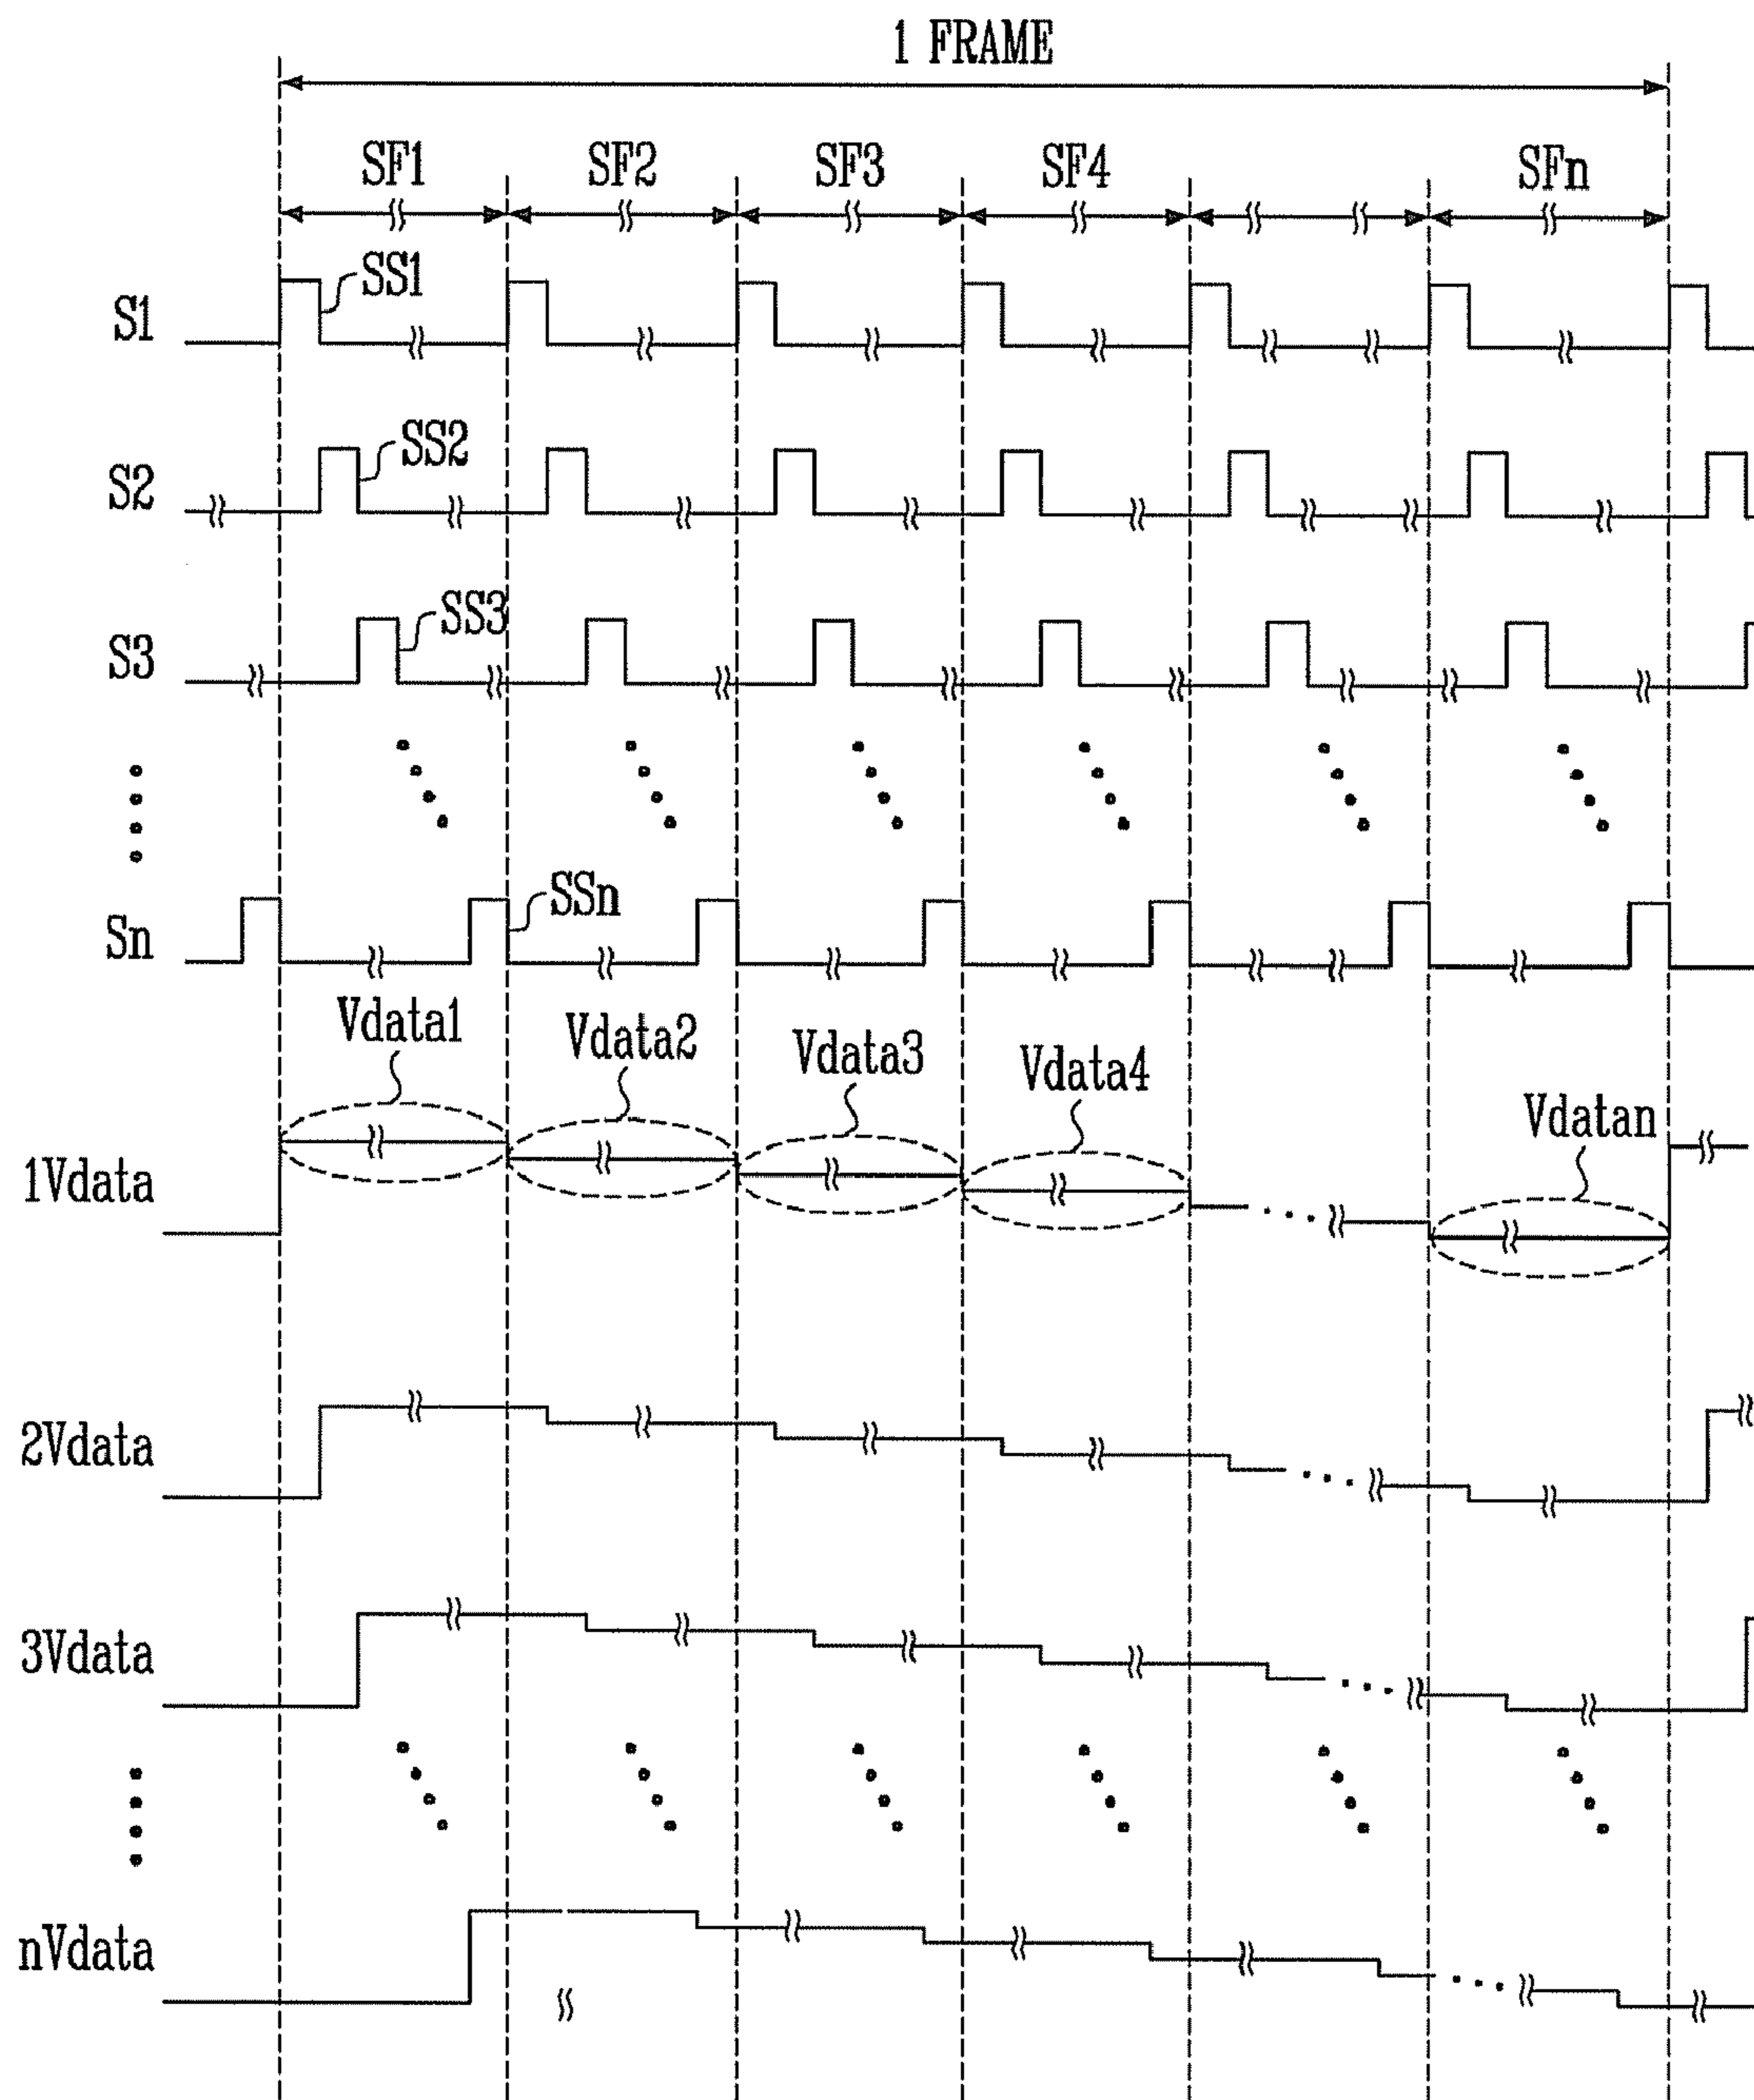 1 FRAME
SF1 SF2 SF3 SF4 SFn
S1 SS1
S2 SS2
S3 SS3
Sn SSn
Vdata1 Vdata2 Vdata3 Vdata4 Vdatan
1Vdata
2Vdata
3Vdata
nVdata